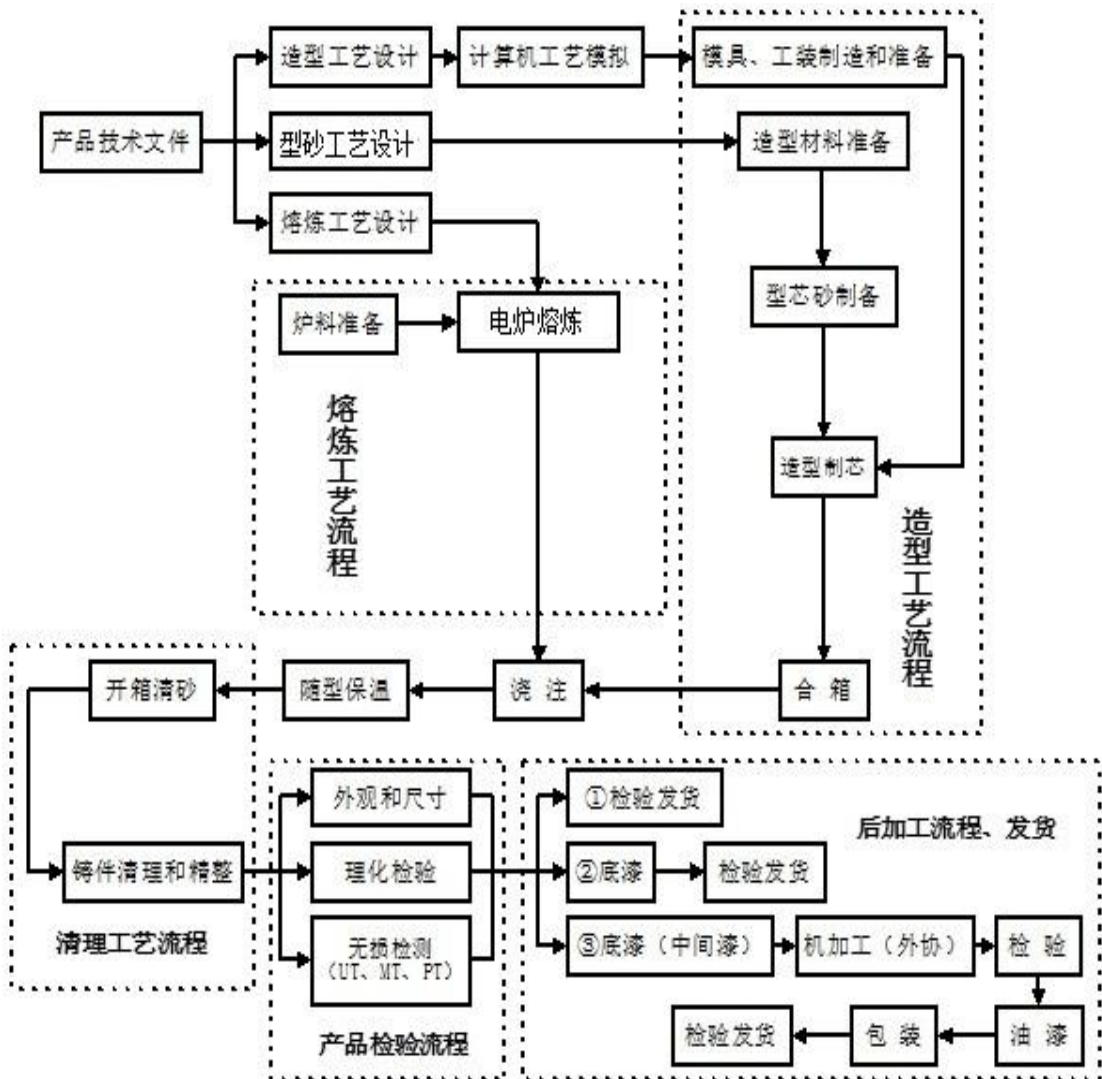 造型工艺设计
计算机工艺模拟
模具、工装制造和准备
产品技术文件
型砂工艺设计
造型材料准备
熔炼工艺设计
型芯砂制备
炉料准备
电炉熔炼
熔炼工艺流程
造型制芯
造型工艺流程
开箱清砂
随型保温
浇 注
合 箱
外观和尺寸
①检验发货
后加工流程、发货
铸件清理和精整
理化检验
②底漆
检验发货
清理工艺流程
无损检测
（UT、MT、PT）
③底漆（中间漆）
机加工（外协）
检 验
产品检验流程
检验发货
包 装
油 漆